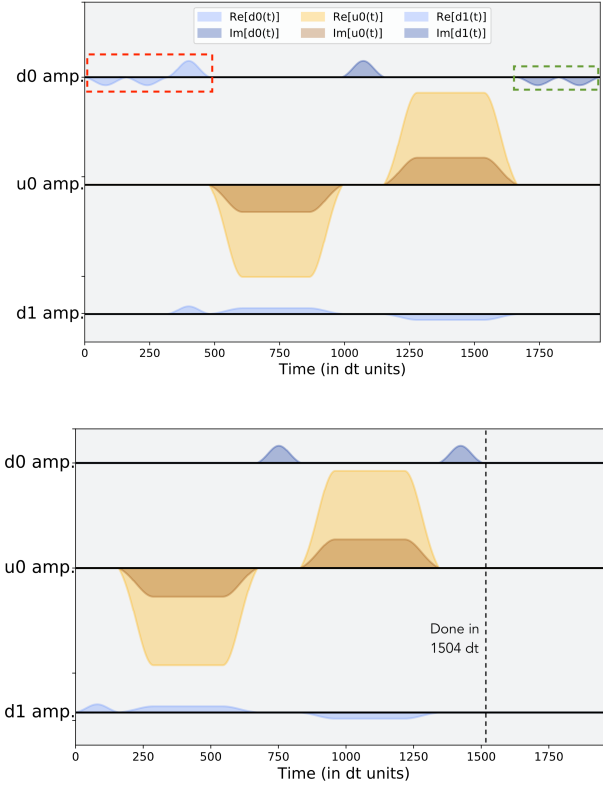 Re[d0(t)] Re[u0(t)] Re[d1(t)]
Im[d0(t)] Im[u0(t)] Im[d1(t)]
d0 amp.
u0 amp.
d1 amp.
0 250 500 750 1000 1250 1500 1750
Time (in dt units)
d0 amp.
u0 amp.
Done in
1504 dt
d1 amp.
0 250 500 750 1000 1250 1500 1750
Time (in dt units)